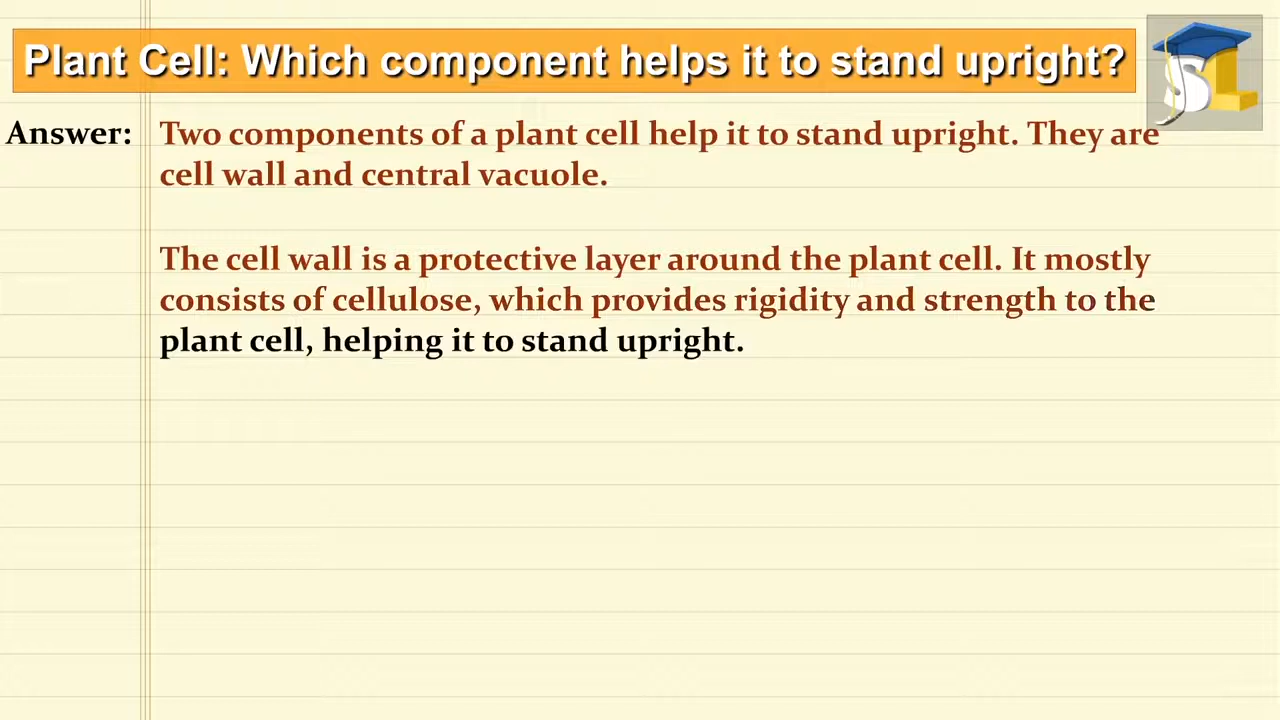 Plant Cell: Which component helps it to stand upright?
SL
Answer: Two components of a plant cell help it to stand upright. They are
cell wall and central vacuole.
The cell wall is a protective layer around the plant cell. It mostly
consists of cellulose, which provides rigidity and strength to the
plant cell, helping it to stand upright.